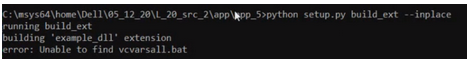 C:\msys64\home\Dell\05_12_20\L_20_src_2\app\app_5>python setup.py build_ext --inplace
running build_ext
building 'example_dll' extension
error: Unable to find vcvarsall.bat